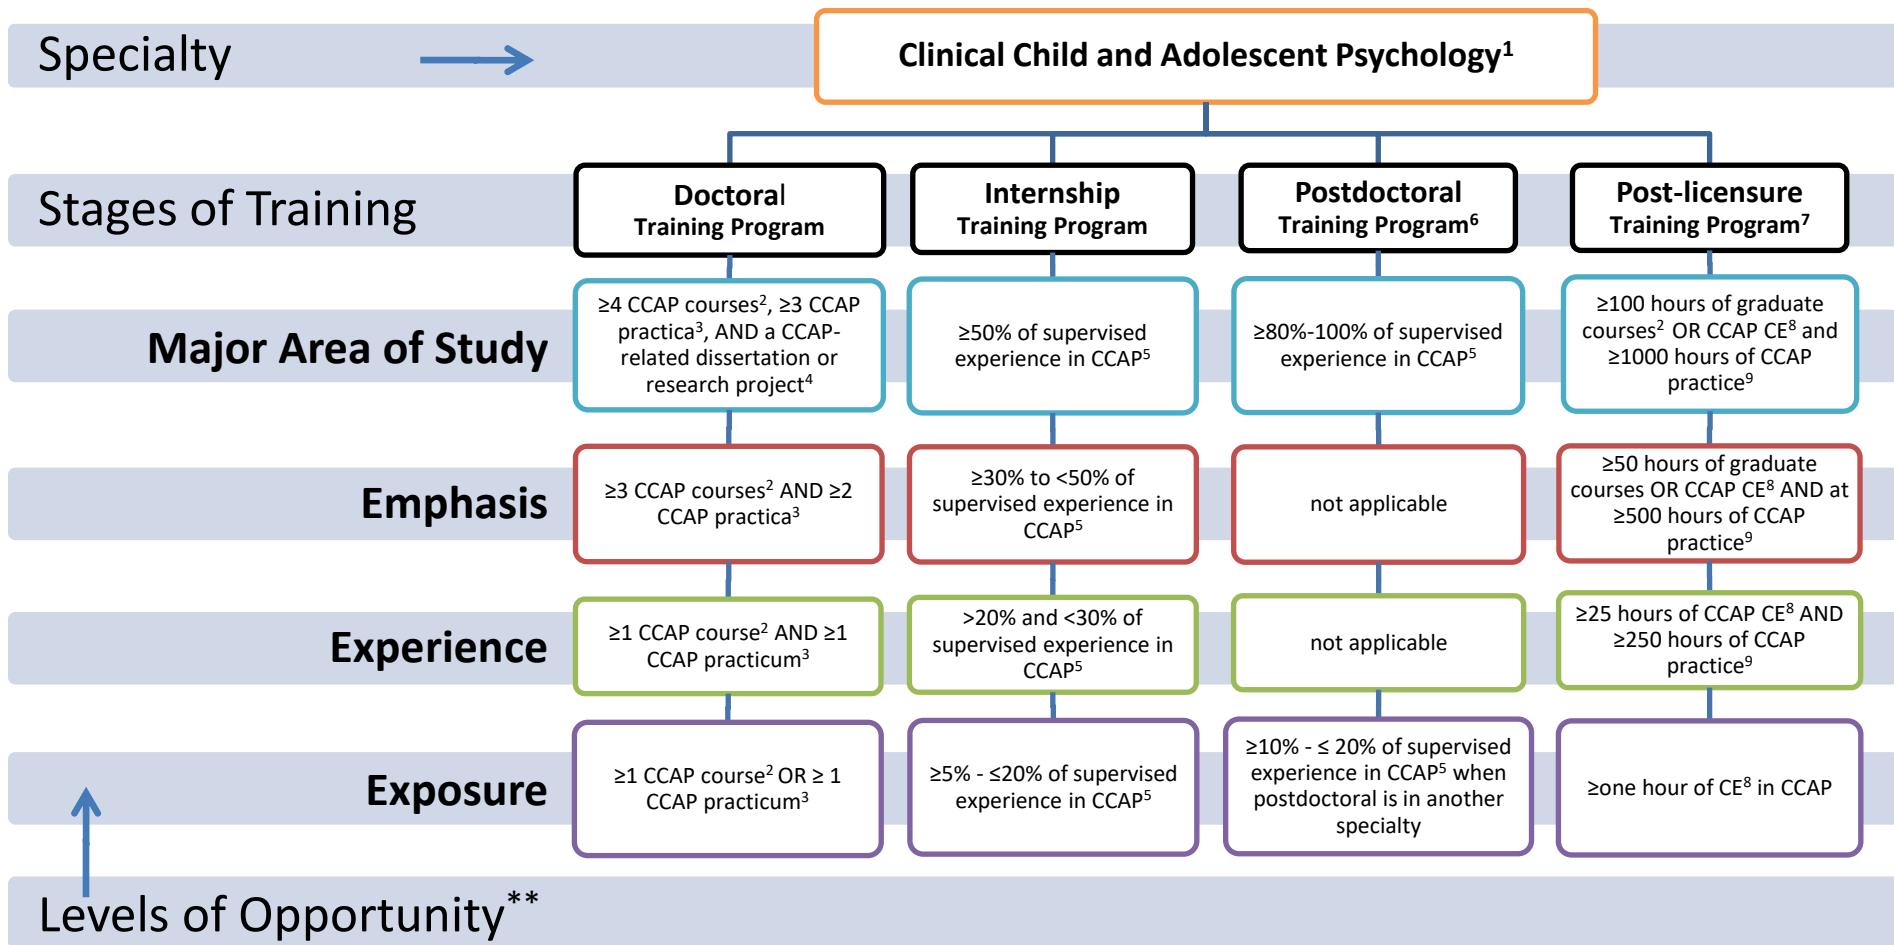 Specialty
Clinical Child and Adolescent Psychology¹
Stages of Training
Doctoral
Training Program
Internship
Training Program
Postdoctoral
Training Program⁶
Post-licensure
Training Program⁷
Major Area of Study
≥4 CCAP courses², ≥3 CCAP
practica³, AND a CCAP-
related dissertation or
research project⁴
≥50% of supervised
experience in CCAP⁵
≥80%-100% of supervised
experience in CCAP⁵
≥100 hours of graduate
courses² OR CCAP CE⁸ and
≥1000 hours of CCAP
practice⁹
Emphasis
≥3 CCAP courses² AND ≥2
CCAP practica³
≥30% to <50% of
supervised experience in
CCAP⁵
not applicable
≥50 hours of graduate
courses OR CCAP CE⁸ AND at
≥500 hours of CCAP
practice⁹
Experience
≥1 CCAP course² AND ≥1
CCAP practicum³
>20% and <30% of
supervised experience in
CCAP⁵
not applicable
≥25 hours of CCAP CE⁸ AND
≥250 hours of CCAP
practice⁹
Exposure
≥1 CCAP course² OR ≥ 1
CCAP practicum³
≥5% - ≤20% of supervised
experience in CCAP⁵
≥10% - ≤ 20% of supervised
experience in CCAP⁵ when
postdoctoral is in another
specialty
≥one hour of CE⁸ in CCAP
Levels of Opportunity**